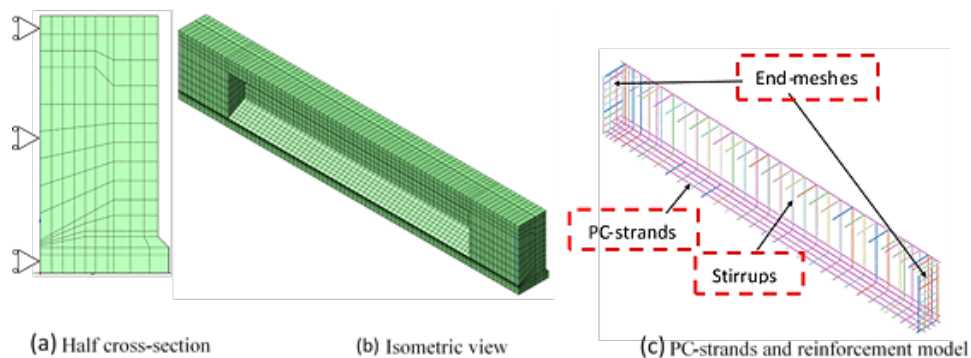 End-meshes
PC-strands
Stirrups
(a) Half cross-section
(b) Isometric view
(c) PC-strands and reinforcement model